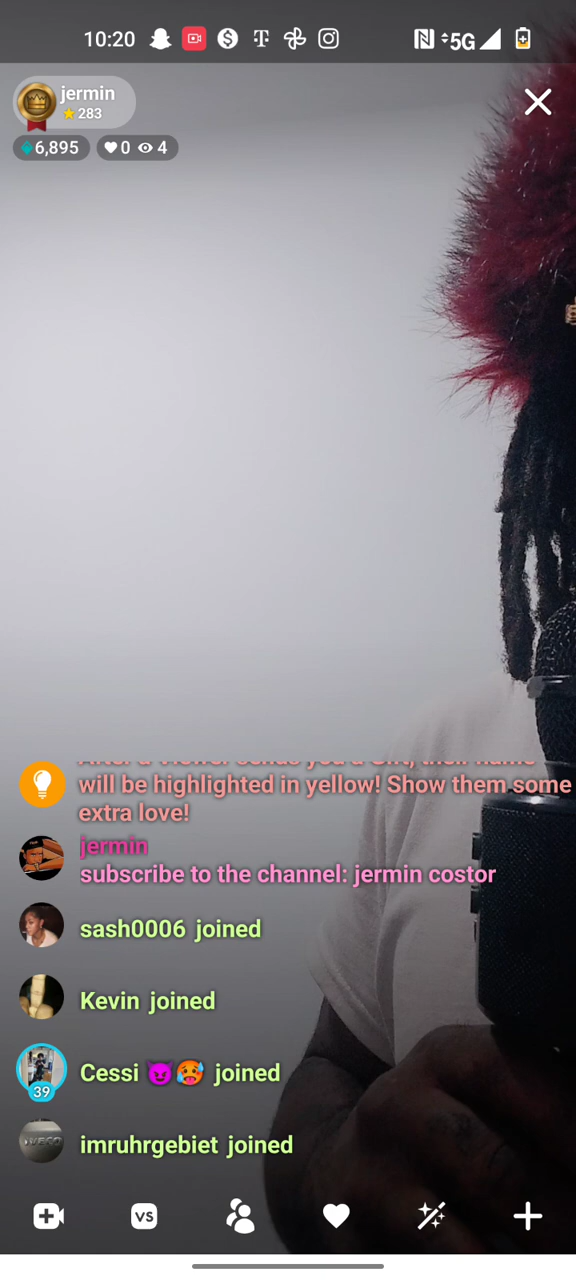 10:20
5G
jermin
283
6,895
0 4
will be highlighted in yellow! Show them some
extra love!
jermin
subscribe to the channel: jermin costor
sash0006 joined
Kevin joined
Cessi 😈🥵 joined
39
imruhrgebiet joined
VS